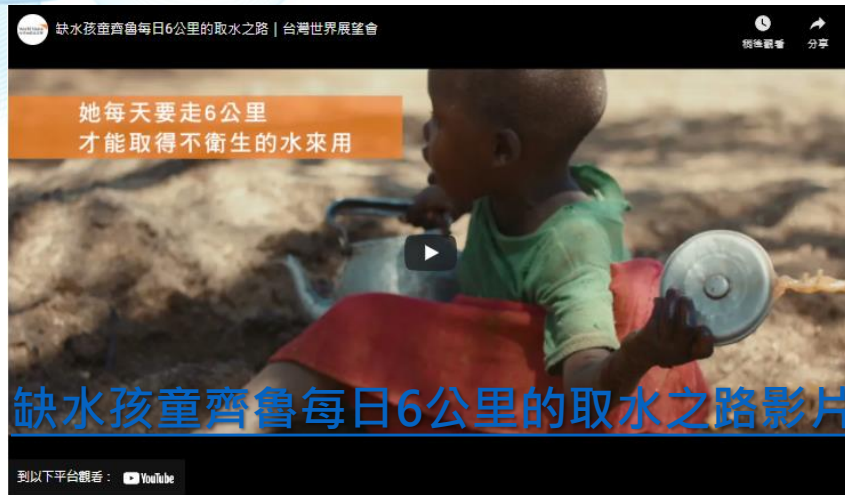 缺水孩童齊魯每日6公里的取水之路 | 台灣世界展望會
稍後觀看
分享
她每天要走6公里
才能取得不衛生的水來用
缺水孩童齊魯每日6公里的取水之路影片
到以下平台觀看：
YouTube